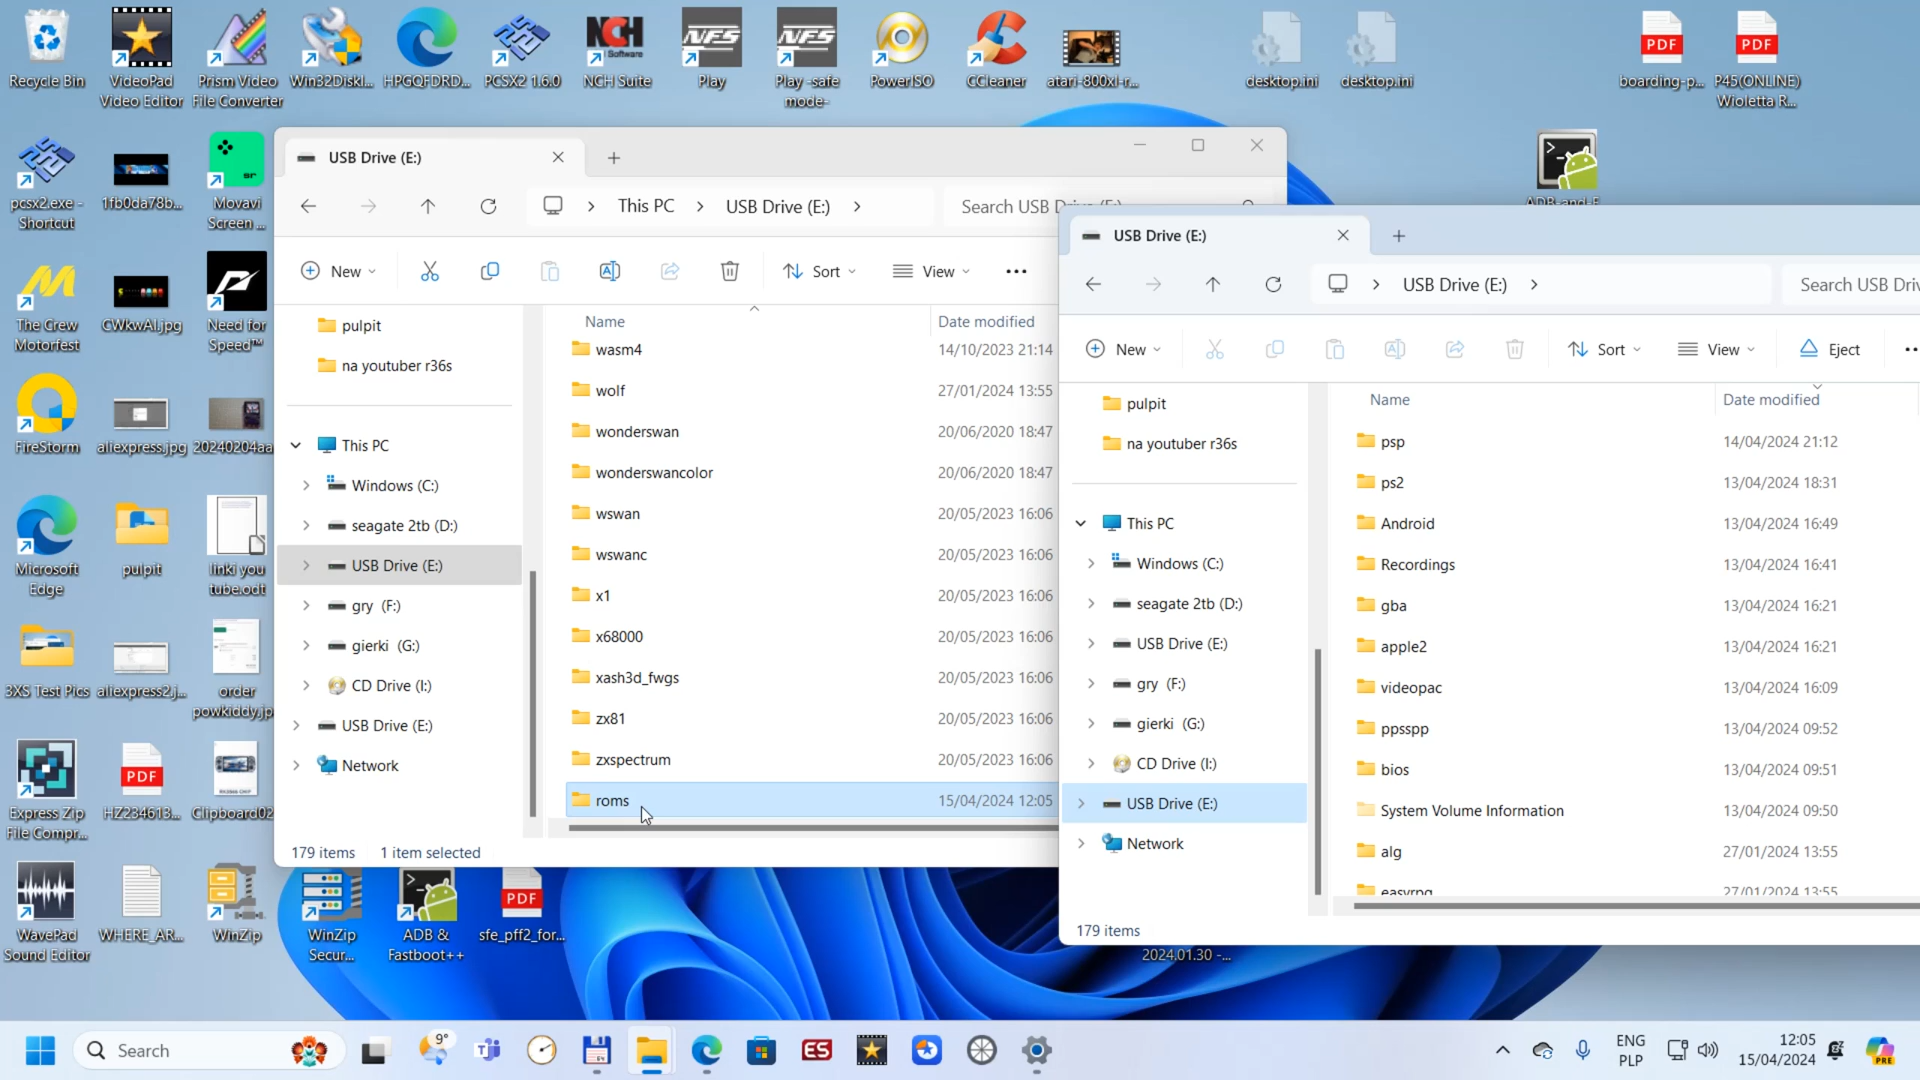 Recycle Bin
VideoPad
Video Editor
Prism Video
File Converter
Win32Diskl...
HPGQFDRD...
PCSX2 1.6.0
NCH Software
NCH Suite
NFS
Play
NFS
Play -safe
mode-
PowerISO
CCleaner
atari-800xl-r...
desktop.ini
desktop.ini
PDF
boarding-p...
PDF
P45(ONLINE)
Wioletta R...
pcsx2.exe -
Shortcut
1fb0da78b...
sr
Movavi
Screen ...
The Crew
Motorfest
CWkwAl.jpg
Need for
Speed™
FireStorm
aliexpress.jpg
20240204aa
Microsoft
Edge
pulpit
linki you
tube.odt
3XS Test Pics
aliexpress2.j...
order
powkiddy.jp
Express Zip
File Compr...
PDF
HZ234613...
Clipboard02
WavePad
Sound Editor
WHERE_AR...
WinZip
WinZip
Secur...
ADB &
Fastboot++
PDF
sfe_pff2_for...
2024.01.30 -...
USB Drive (E:)
This PC
USB Drive (E:)
New
Sort
View
pulpit
na youtuber r36s
This PC
Windows (C:)
seagate 2tb (D:)
USB Drive (E:)
gry (F:)
gierki (G:)
CD Drive (I:)
USB Drive (E:)
Network
Name
Date modified
wasm4 14/10/2023 21:14
wolf 27/01/2024 13:55
wonderswan 20/06/2020 18:47
wonderswancolor 20/06/2020 18:47
wswan 20/05/2023 16:06
wswanc 20/05/2023 16:06
x1 20/05/2023 16:06
x68000 20/05/2023 16:06
xash3d_fwgs 20/05/2023 16:06
zx81 20/05/2023 16:06
zxspectrum 20/05/2023 16:06
roms 15/04/2024 12:05
179 items 1 item selected
USB Drive (E:)
USB Drive (E:)
New
Sort
View
Eject
pulpit
na youtuber r36s
This PC
Windows (C:)
seagate 2tb (D:)
USB Drive (E:)
gry (F:)
gierki (G:)
CD Drive (I:)
USB Drive (E:)
Network
Name
Date modified
psp 14/04/2024 21:12
ps2 13/04/2024 18:31
Android 13/04/2024 16:49
Recordings 13/04/2024 16:41
gba 13/04/2024 16:21
apple2 13/04/2024 16:21
videopac 13/04/2024 16:09
ppsspp 13/04/2024 09:52
bios 13/04/2024 09:51
System Volume Information 13/04/2024 09:50
alg 27/01/2024 13:55
easyrpg 27/01/2024 13:55
179 items
Search
9°
ES
ENG
PLP
12:05
15/04/2024
PRE